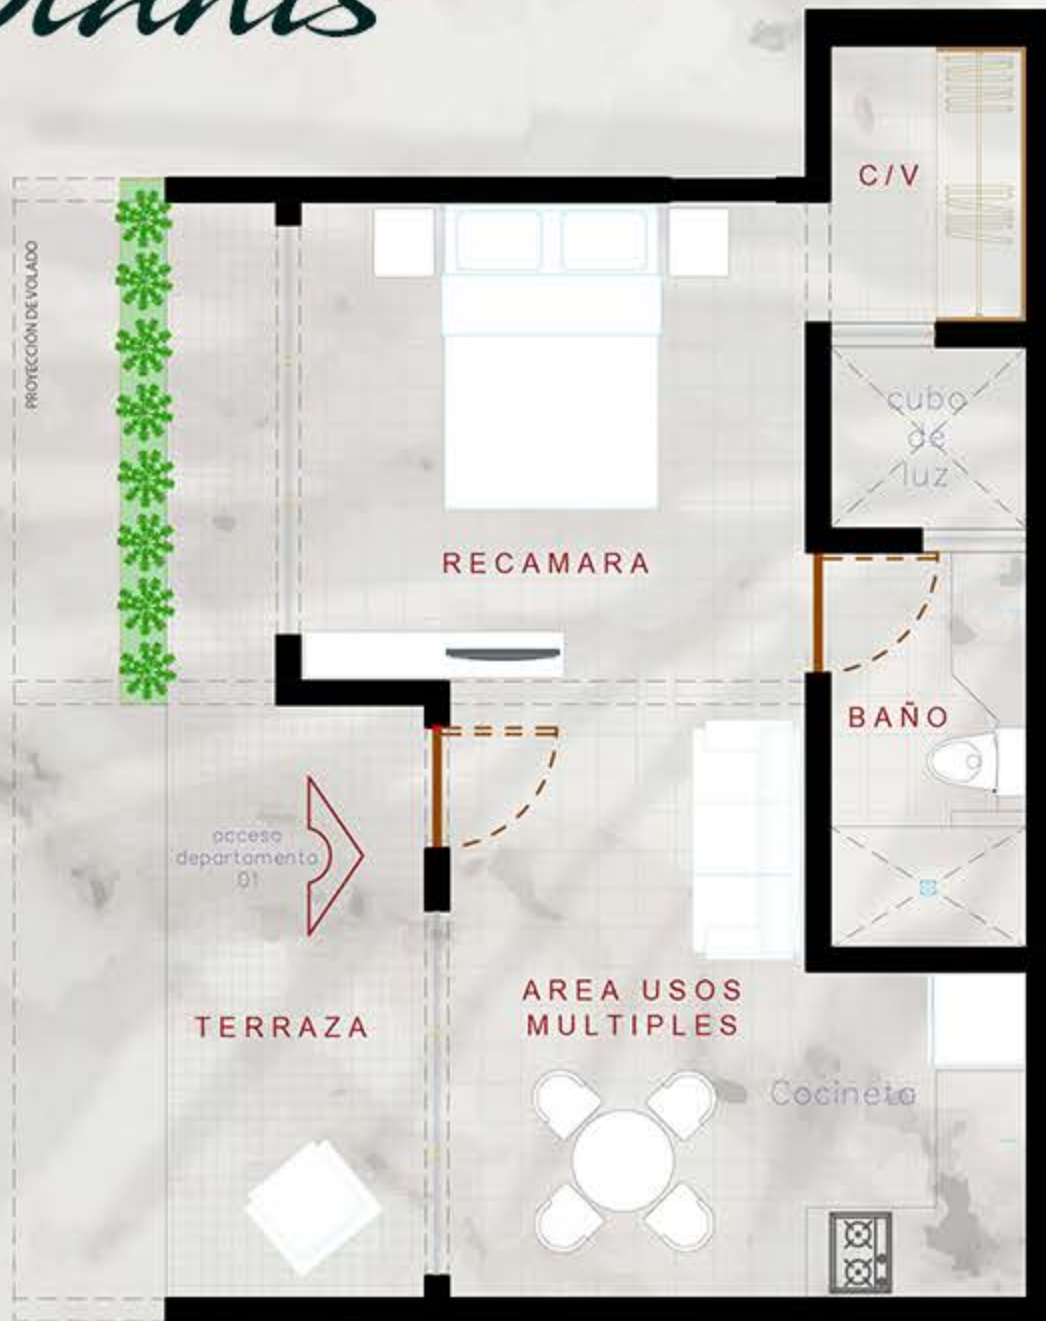 C/V
PROYECCIÓN DE VOLADO
cubo
de
luz
RECAMARA
BAÑO
acceso
departamento
01
AREA USOS
MULTIPLES
TERRAZA
Cocineta